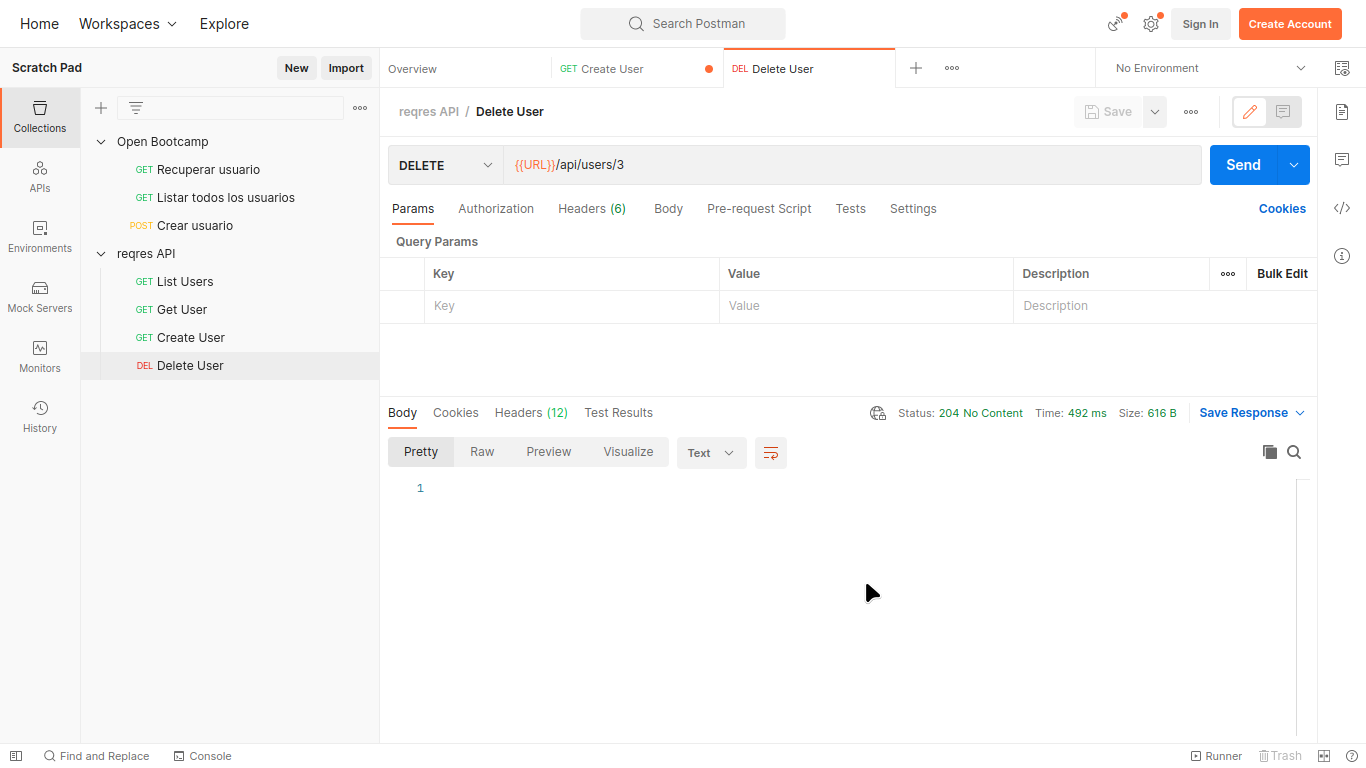 Home Workspaces Explore Search Postman Sign In Create Account
Scratch Pad New Import
Overview GET Create User DEL Delete User No Environment
Collections
APIs
Environments
Mock Servers
Monitors
History
Open Bootcamp
GET Recuperar usuario
GET Listar todos los usuarios
POST Crear usuario
reqres API
GET List Users
GET Get User
GET Create User
DEL Delete User
reqres API / Delete User Save
DELETE {{URL}}/api/users/3 Send
Params Authorization Headers (6) Body Pre-request Script Tests Settings Cookies
Query Params
Key Value Description Bulk Edit
Key Value Description
Body Cookies Headers (12) Test Results Status: 204 No Content Time: 492 ms Size: 616 B Save Response
Pretty Raw Preview Visualize Text
1
Find and Replace Console Runner Trash